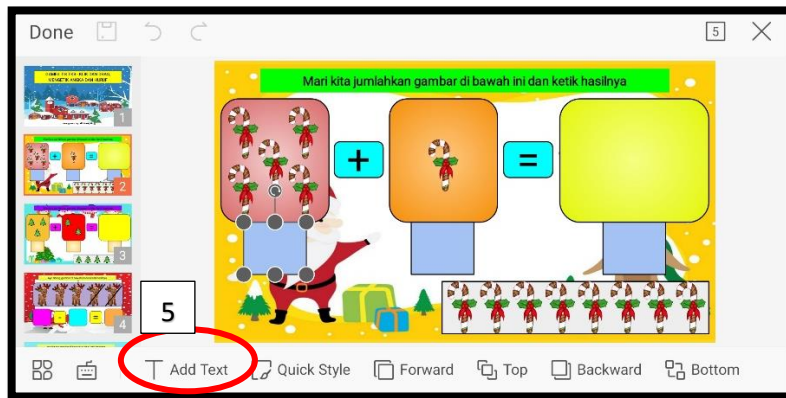 Done
5
Mari kita jumlahkan gambar di bawah ini dan ketik hasilnya
+
=
1
2
3
4
5
Add Text
Quick Style
Forward
Top
Backward
Bottom